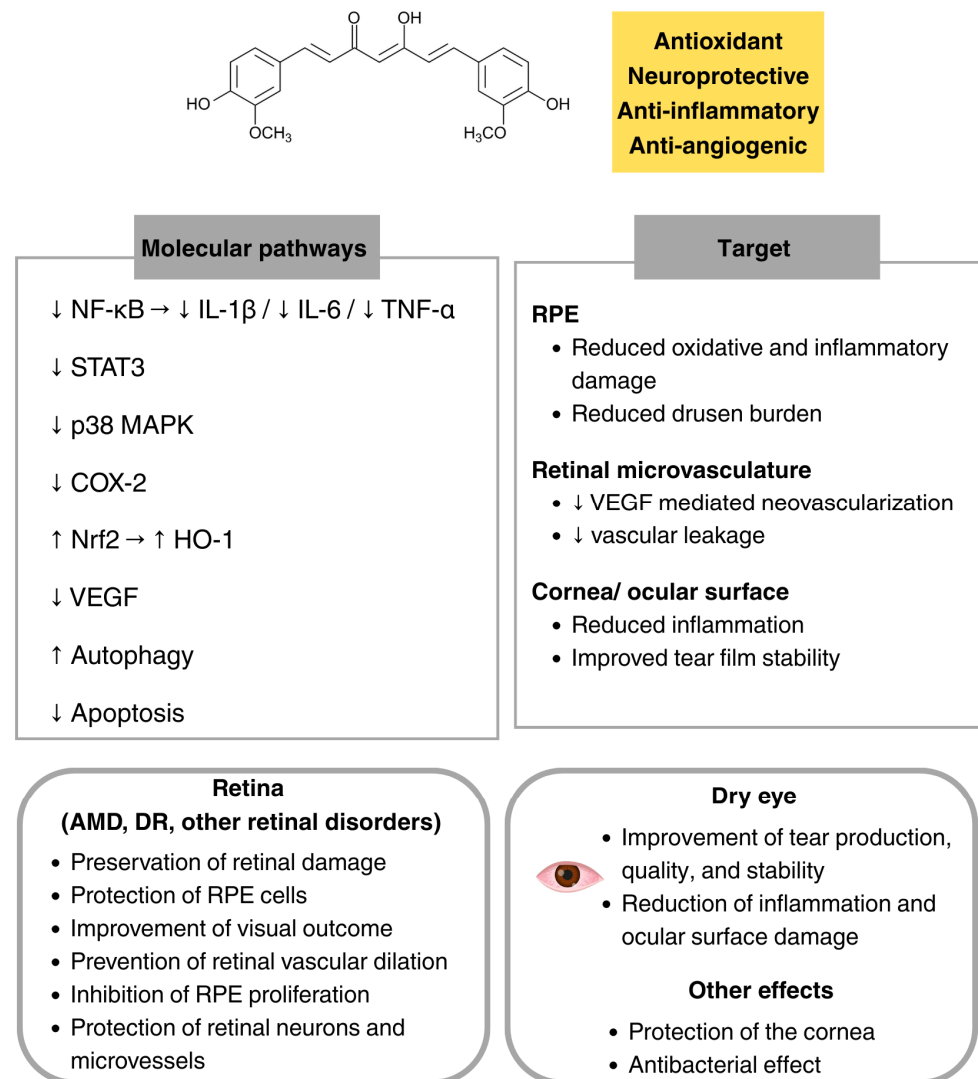 O
OH
HO
OCH3
H3CO
OH
Antioxidant
Neuroprotective
Anti-inflammatory
Anti-angiogenic
Molecular pathways
↓ NF-κB → ↓ IL-1β / ↓ IL-6 / ↓ TNF-α
↓ STAT3
↓ p38 MAPK
↓ COX-2
↑ Nrf2 → ↑ HO-1
↓ VEGF
↑ Autophagy
↓ Apoptosis
Target
RPE
• Reduced oxidative and inflammatory
damage
• Reduced drusen burden
Retinal microvasculature
• ↓ VEGF mediated neovascularization
• ↓ vascular leakage
Cornea/ ocular surface
• Reduced inflammation
• Improved tear film stability
Retina
(AMD, DR, other retinal disorders)
• Preservation of retinal damage
• Protection of RPE cells
• Improvement of visual outcome
• Prevention of retinal vascular dilation
• Inhibition of RPE proliferation
• Protection of retinal neurons and
microvessels
Dry eye
• Improvement of tear production,
quality, and stability
• Reduction of inflammation and
ocular surface damage
Other effects
• Protection of the cornea
• Antibacterial effect